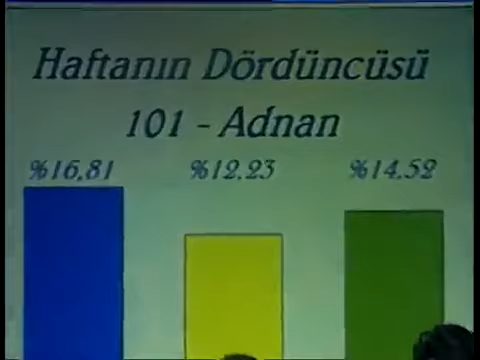 Haftanın Dördüncüsü
101 - Adnan
%16,81 %12,23 %14,52